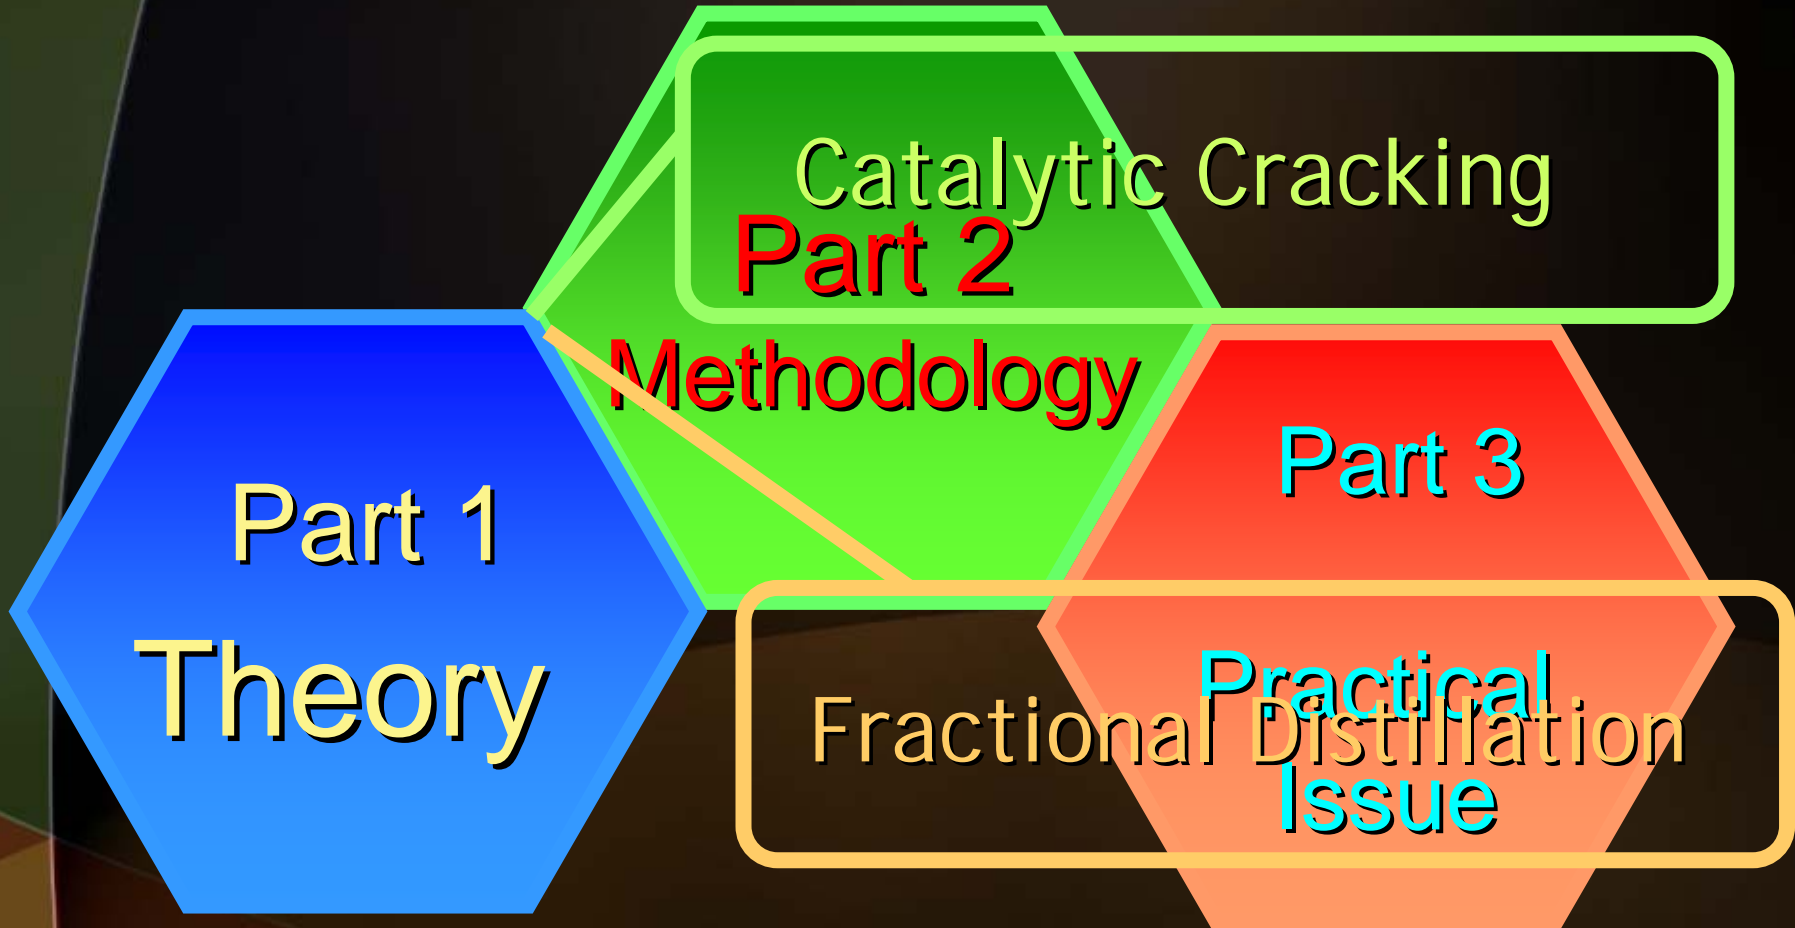 Catalytic Cracking
Part 2
Methodology
Part 1
Theory
Part 3
Practical
Issue
Fractional Distillation